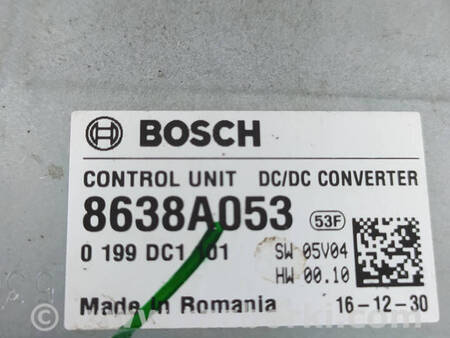 BOSCH
CONTROL UNIT DC/DC CONVERTER
8638A053 53F
0 199 DC1 101 SW 05V04
HW 00.10
Made In Romania 16-12-30